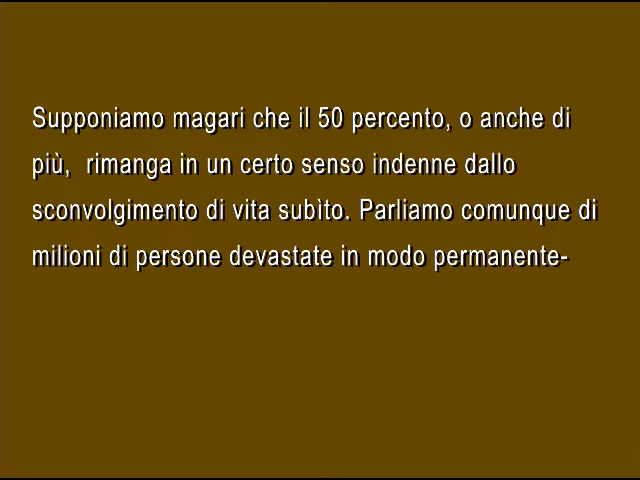 Supponiamo magari che il 50 percento, o anche di
più,  rimanga in un certo senso indenne dallo
sconvolgimento di vita subìto. Parliamo comunque di
milioni di persone devastate in modo permanente-